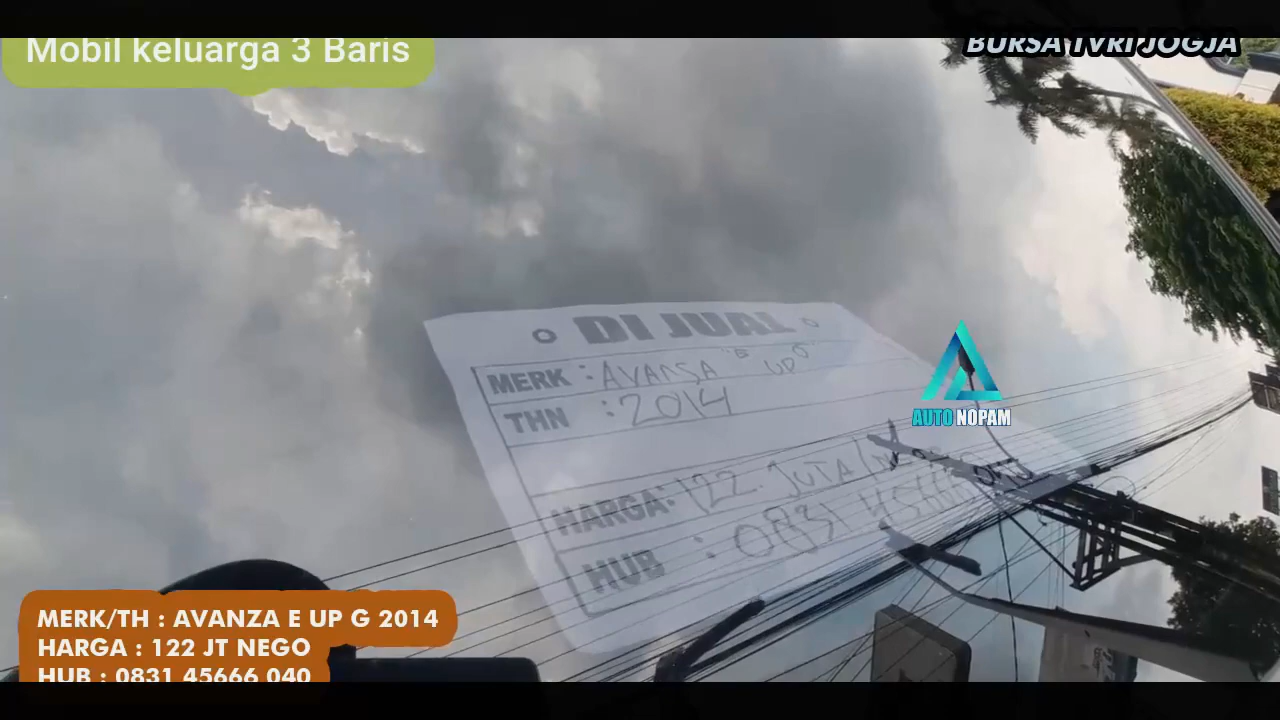 Mobil keluarga 3 Baris
BURSA TVRI JOGJA
DI JUAL
MERK : AVANSA "E UP G"
THN : 2014
HARGA: 122. JUTA
HUB : 0831 45666
AUTO NOPAM
MERK/TH : AVANZA E UP G 2014
HARGA : 122 JT NEGO
HUB : 0831 45666 040